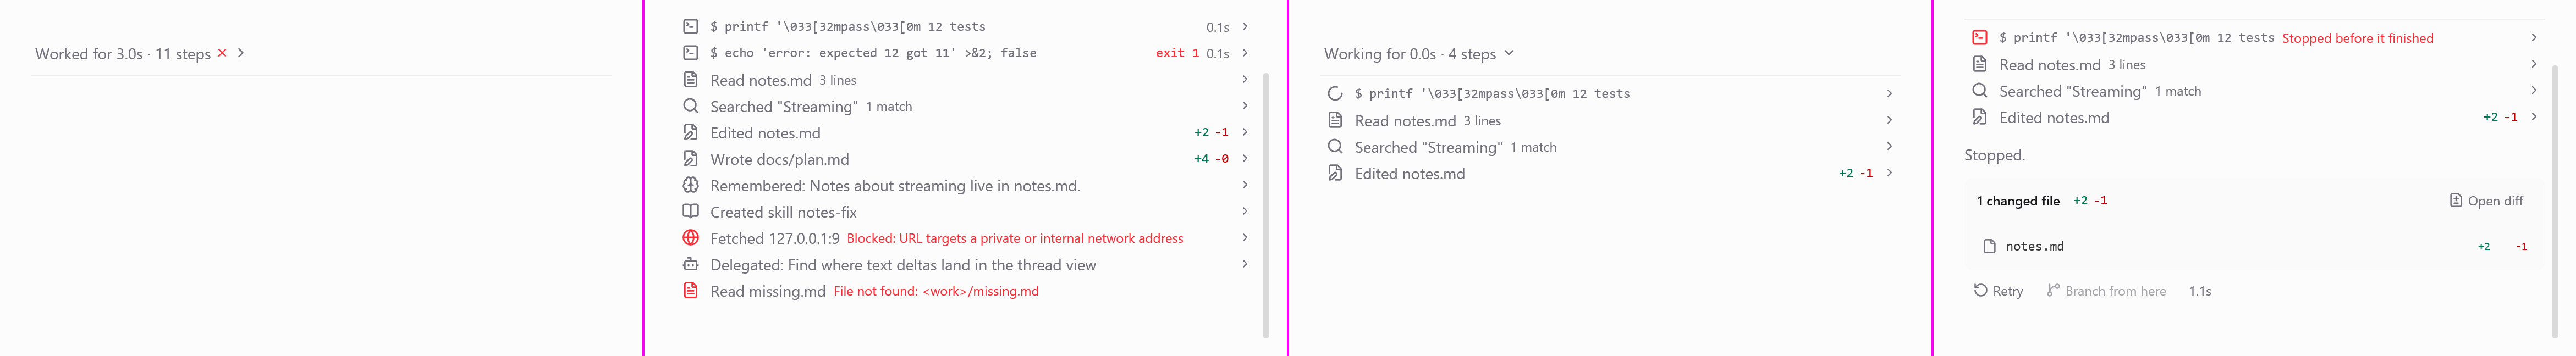 Worked for 3.0s · 11 steps
$ printf '\033[32mpass\033[0m 12 tests 0.1s
$ echo 'error: expected 12 got 11' >&2; false exit 1 0.1s
Read notes.md 3 lines
Searched "Streaming" 1 match
Edited notes.md +2 -1
Wrote docs/plan.md +4 -0
Remembered: Notes about streaming live in notes.md.
Created skill notes-fix
Fetched 127.0.0.1:9 Blocked: URL targets a private or internal network address
Delegated: Find where text deltas land in the thread view
Read missing.md File not found: <work>/missing.md
Working for 0.0s · 4 steps
$ printf '\033[32mpass\033[0m 12 tests
Read notes.md 3 lines
Searched "Streaming" 1 match
Edited notes.md +2 -1
$ printf '\033[32mpass\033[0m 12 tests Stopped before it finished
Read notes.md 3 lines
Searched "Streaming" 1 match
Edited notes.md +2 -1
Stopped.
1 changed file +2 -1 Open diff
notes.md +2 -1
Retry Branch from here 1.1s